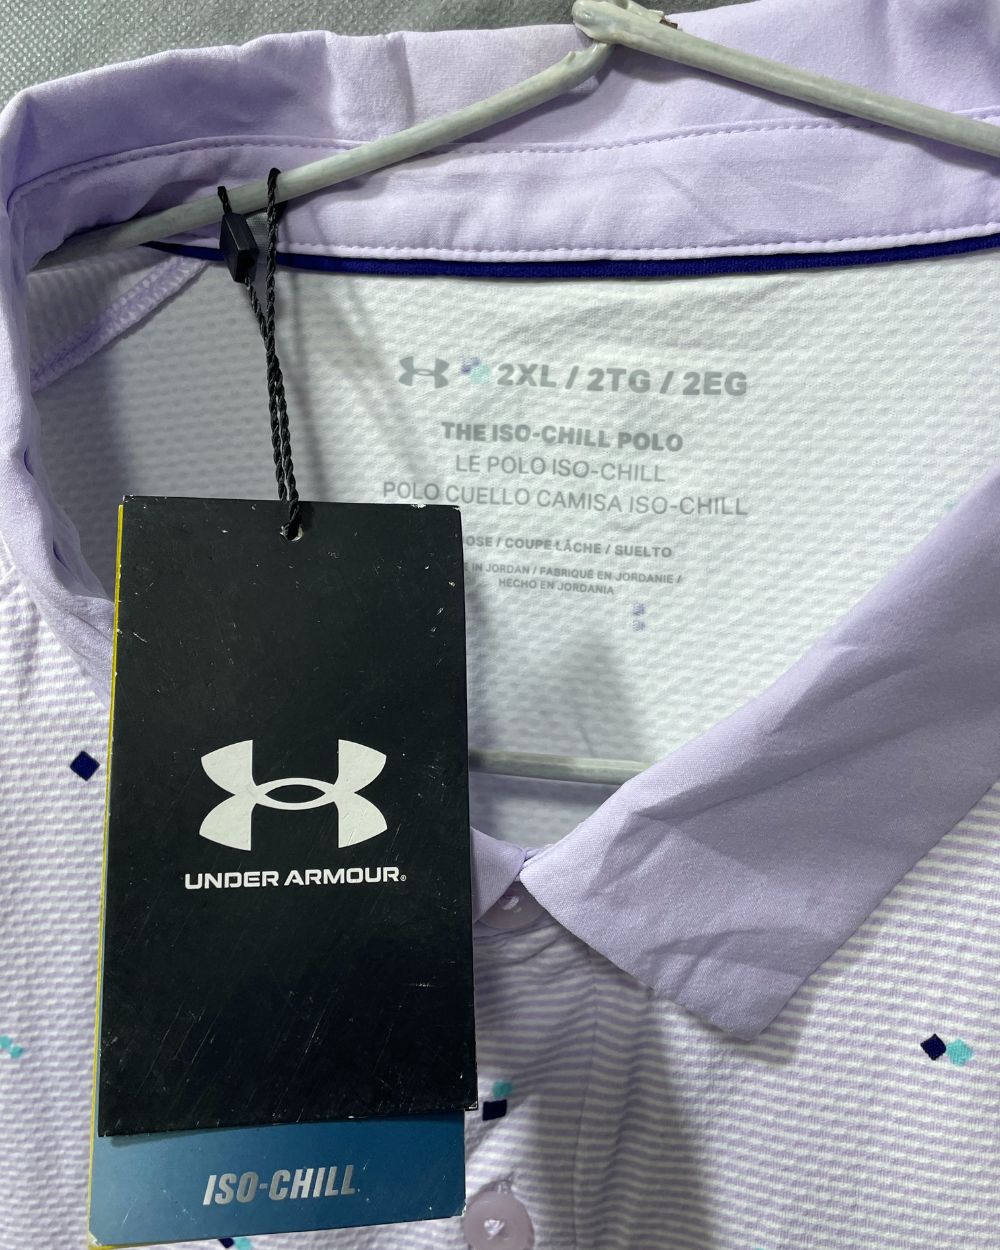 2XL / 2TG / 2EG
THE ISO-CHILL POLO
LE POLO ISO-CHILL
POLO CUELLO CAMISA ISO-CHILL
/ COUPE LÂCHE / SUELTO
IN JORDAN / FABRIQUÉ EN JORDANIE /
HECHO EN JORDANIA
UNDER ARMOUR®
ISO-CHILL